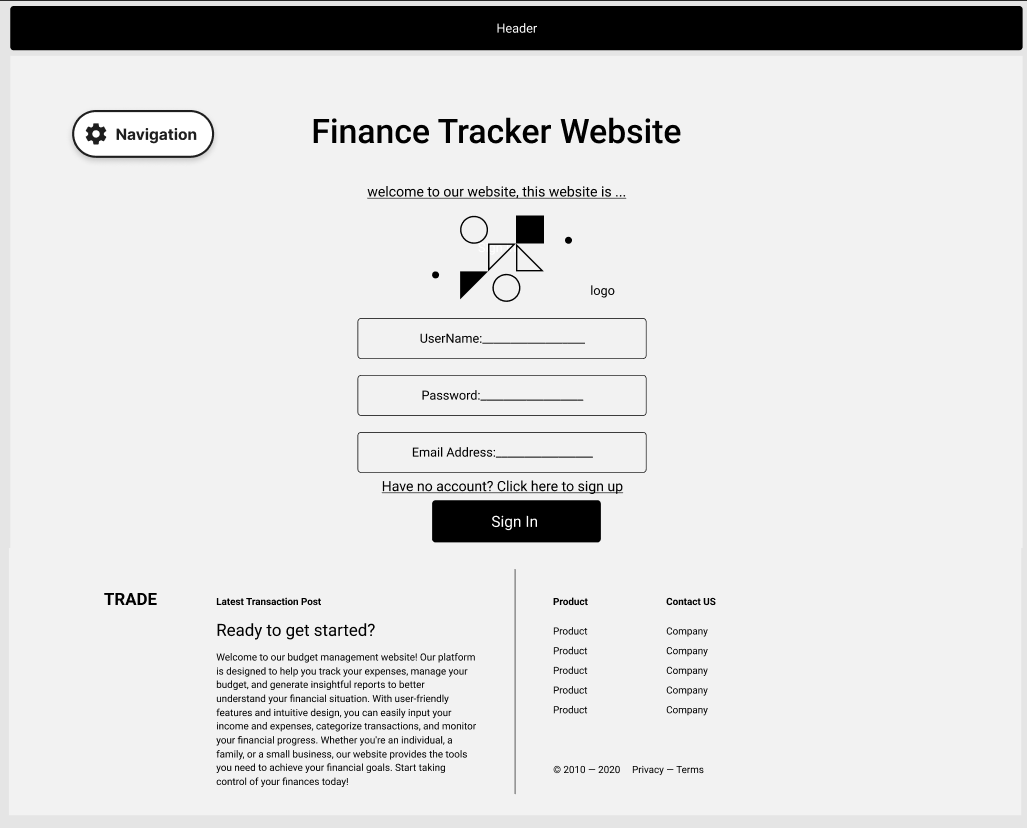 Header
Navigation
Finance Tracker Website
welcome to our website, this website is ...
logo
UserName:________________
Password:________________
Email Address:_______________
Have no account? Click here to sign up
Sign In
TRADE
Latest Transaction Post
Ready to get started?
Welcome to our budget management website! Our platform
is designed to help you track your expenses, manage your
budget, and generate insightful reports to better
understand your financial situation. With user-friendly
features and intuitive design, you can easily input your
income and expenses, categorize transactions, and monitor
your financial progress. Whether you're an individual, a
family, or a small business, our website provides the tools
you need to achieve your financial goals. Start taking
control of your finances today!
Product
Product
Product
Product
Product
Product
Contact US
Company
Company
Company
Company
Company
© 2010 — 2020
Privacy — Terms